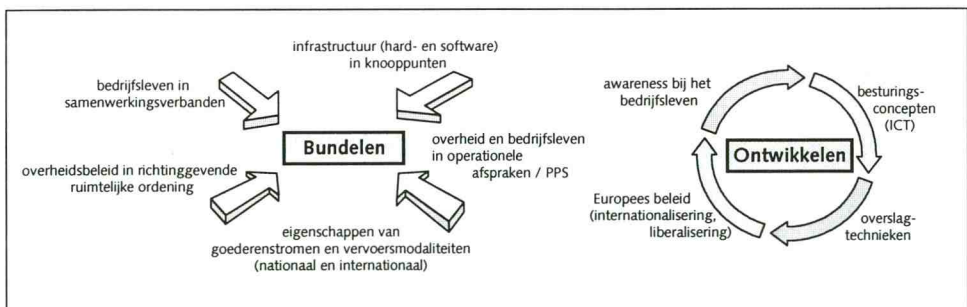 infrastructuur (hard- en software)
in knooppunten
bedrijfsleven in
samenwerkingsverbanden
Bundelen
overheid en bedrijfsleven
in operationele
afspraken / PPS
overheidsbeleid in richtinggevende
ruimtelijke ordening
eigenschappen van
goederenstromen en vervoersmodaliteiten
(nationaal en internationaal)
awareness bij het
bedrijfsleven
besturings-
concepten
(ICT)
Ontwikkelen
Europees beleid
(internationalisering,
liberalisering)
overslag-
technieken